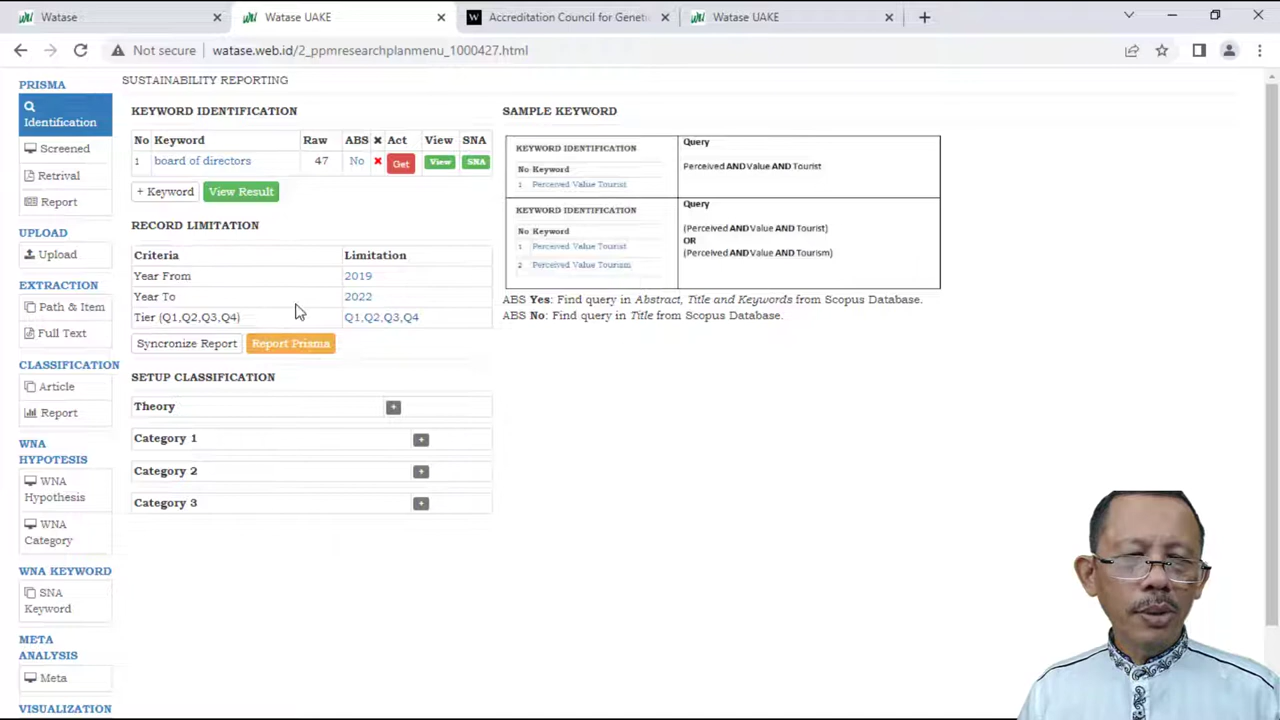 Watase
Watase UAKE
Accreditation Council for Geneti
Watase UAKE
Not secure
watase.web.id/2_ppmresearchplanmenu_1000427.html
PRISMA
Identification
Screened
Retrival
Report
UPLOAD
Upload
EXTRACTION
Path & Item
Full Text
CLASSIFICATION
Article
Report
WNA
HYPOTESIS
WNA
Hypothesis
WNA
Category
WNA KEYWORD
SNA
Keyword
META
ANALYSIS
Meta
VISUALIZATION
SUSTAINABILITY REPORTING
KEYWORD IDENTIFICATION
No Keyword Raw ABS × Act View SNA
1 board of directors 47 No × Get View SNA
+ Keyword View Result
RECORD LIMITATION
Criteria Limitation
Year From 2019
Year To 2022
Tier (Q1,Q2,Q3,Q4) Q1,Q2,Q3,Q4
Syncronize Report Report Prisma
SETUP CLASSIFICATION
Theory +
Category 1 +
Category 2 +
Category 3 +
SAMPLE KEYWORD
KEYWORD IDENTIFICATION
No Keyword
1 Perceived Value Tourist
Query
Perceived AND Value AND Tourist
KEYWORD IDENTIFICATION
No Keyword
1 Perceived Value Tourist
2 Perceived Value Tourism
Query
(Perceived AND Value AND Tourist)
OR
(Perceived AND Value AND Tourism)
ABS Yes: Find query in Abstract, Title and Keywords from Scopus Database.
ABS No: Find query in Title from Scopus Database.